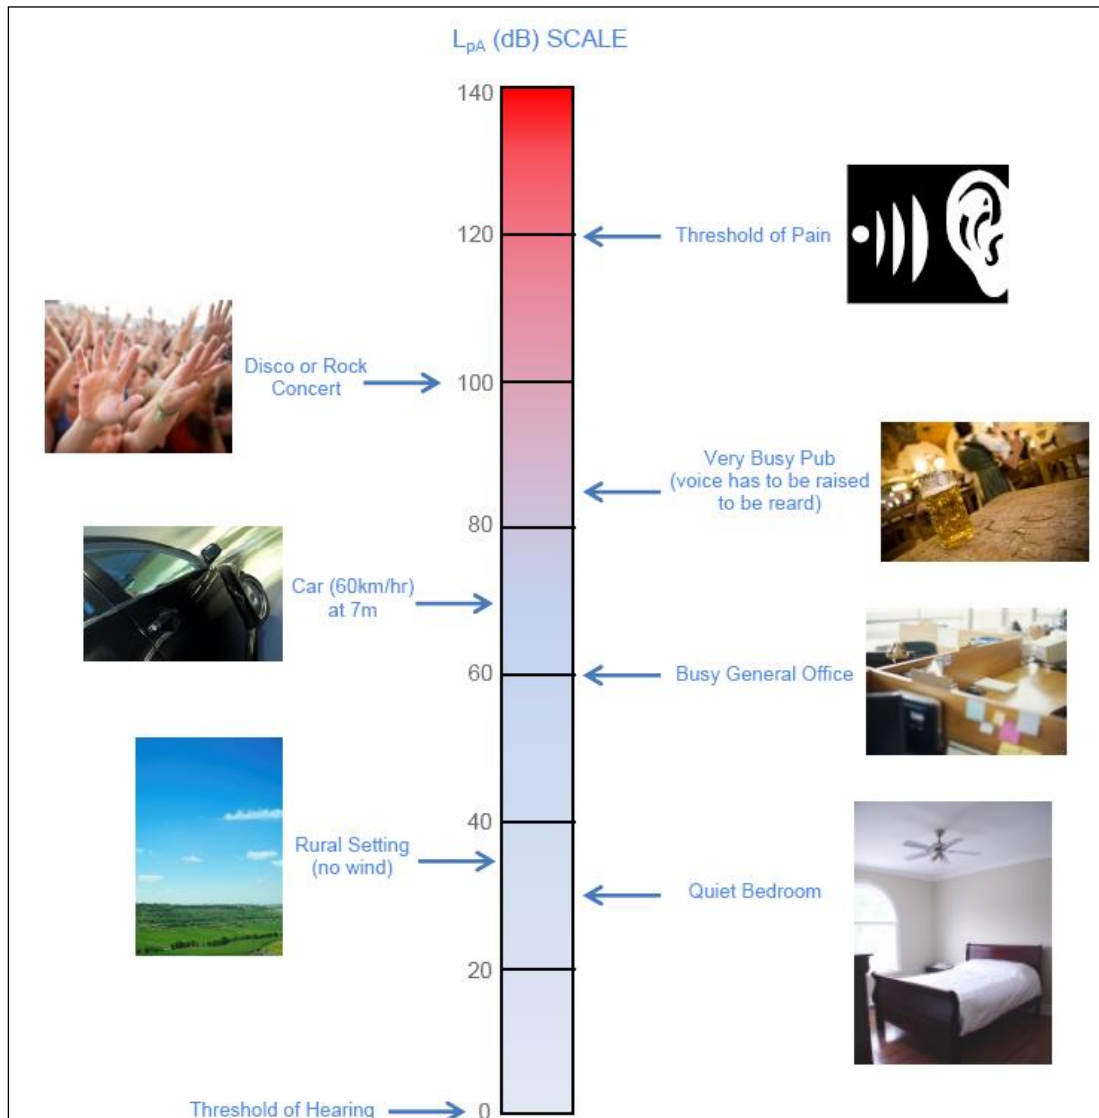 LpA (dB) SCALE
140
Threshold of Pain
120
Disco or Rock
Concert
100
Very Busy Pub
(voice has to be raised
to be reard)
80
Car (60km/hr)
at 7m
60
Busy General Office
40
Rural Setting
(no wind)
Quiet Bedroom
20
Threshold of Hearing
0